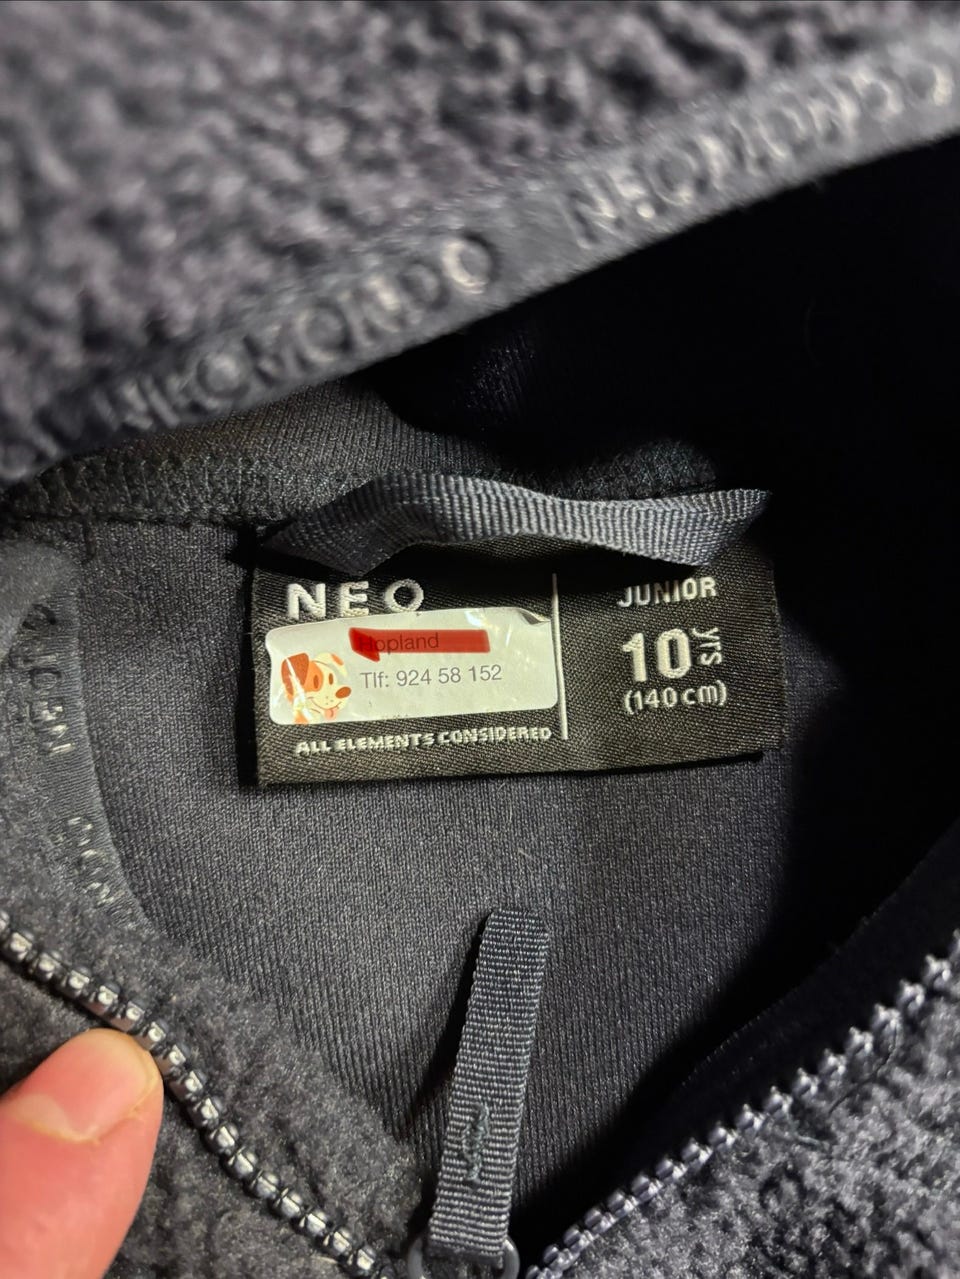 NEOMONDO
NEOMONDO
NEO
Hopland
Tlf: 924 58 152
ALL ELEMENTS CONSIDERED
JUNIOR
10 yrs
(140 cm)